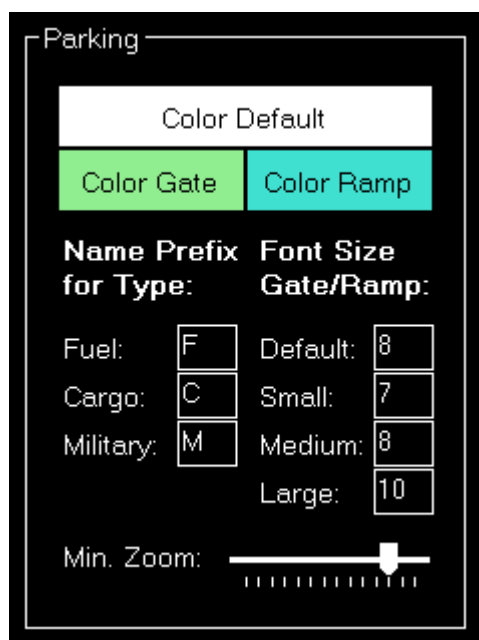 Parking
Color Default
Color Gate Color Ramp
Name Prefix Font Size
for Type: Gate/Ramp:
Fuel: F Default: 8
Cargo: C Small: 7
Military: M Medium: 8
Large: 10
Min. Zoom: